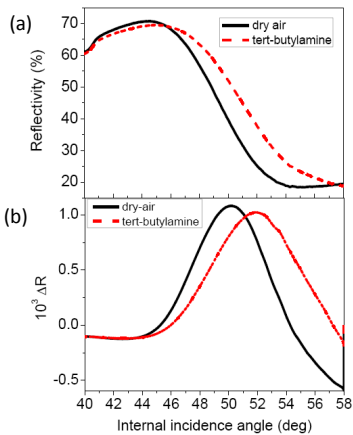 (a)
70
60
50
40
30
20
Reflectivity (%)
dry air
tert-butylamine
(b)
1.0
0.5
0.0
-0.5
10³ ΔR
dry-air
tert-butylamine
40 42 44 46 48 50 52 54 56 58
Internal incidence angle (deg)